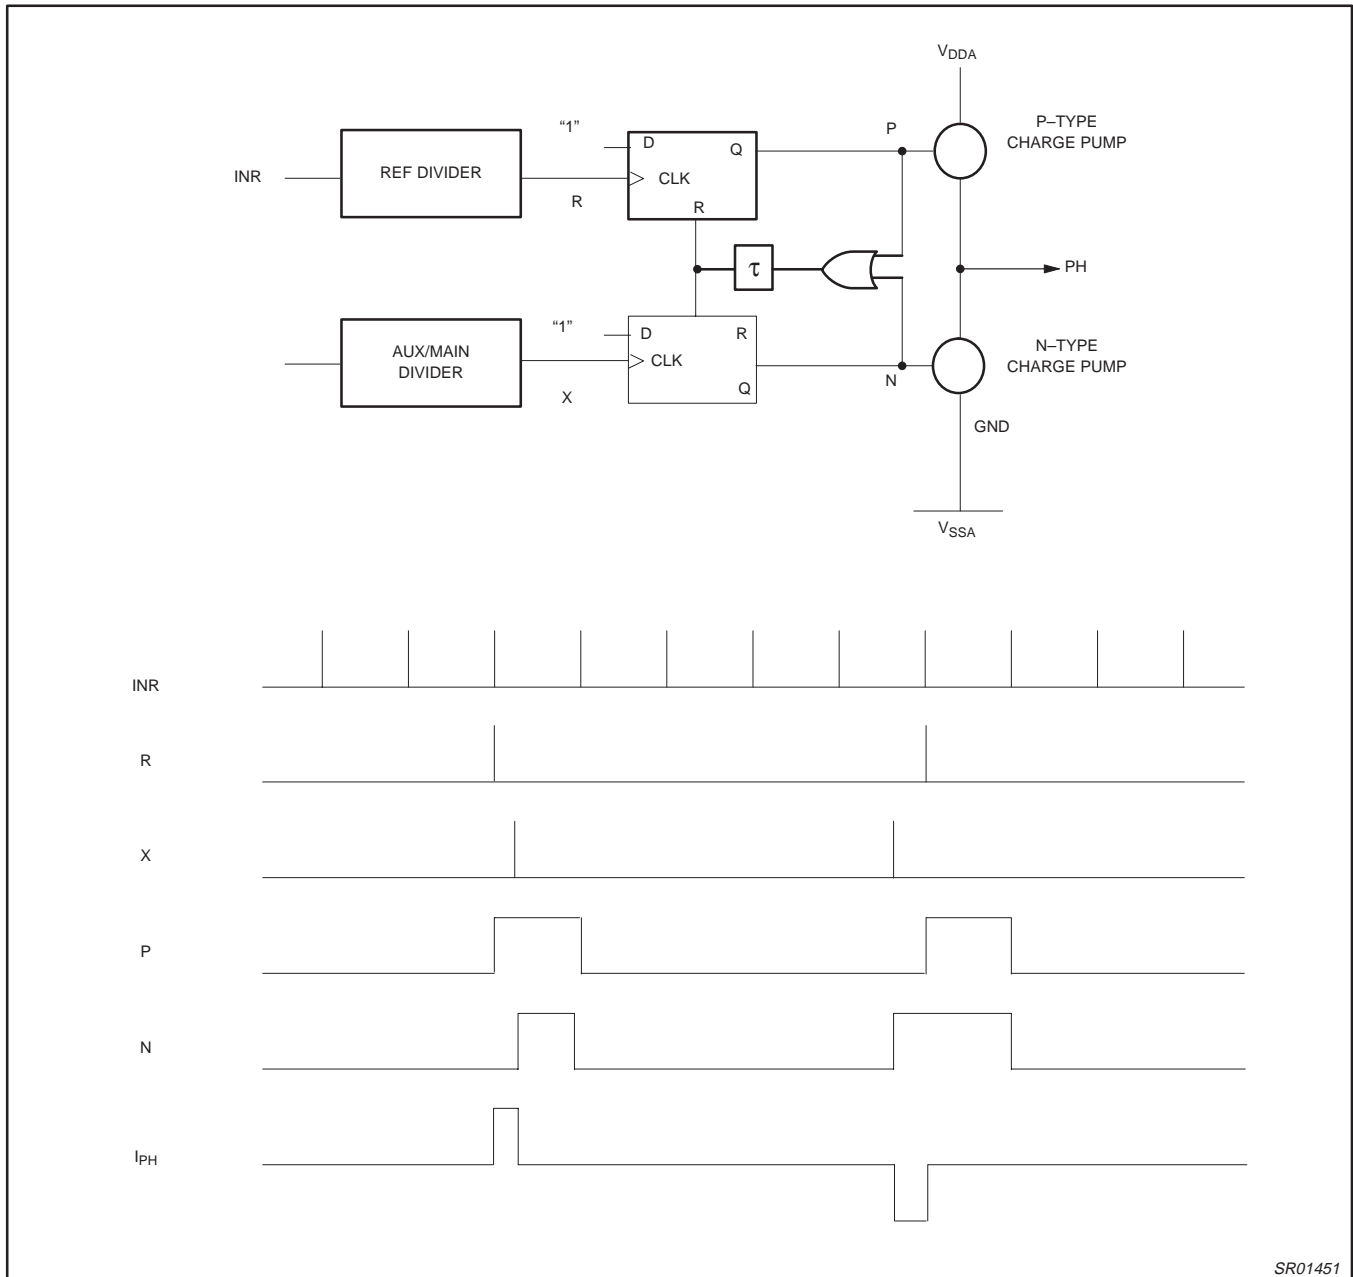 V_DDA
P–TYPE
CHARGE PUMP
“1”
D
Q
P
INR
REF DIVIDER
R
CLK
R
τ
PH
“1”
D
R
AUX/MAIN
DIVIDER
X
CLK
Q
N
N–TYPE
CHARGE PUMP
GND
V_SSA
INR
R
X
P
N
I_PH
SR01451